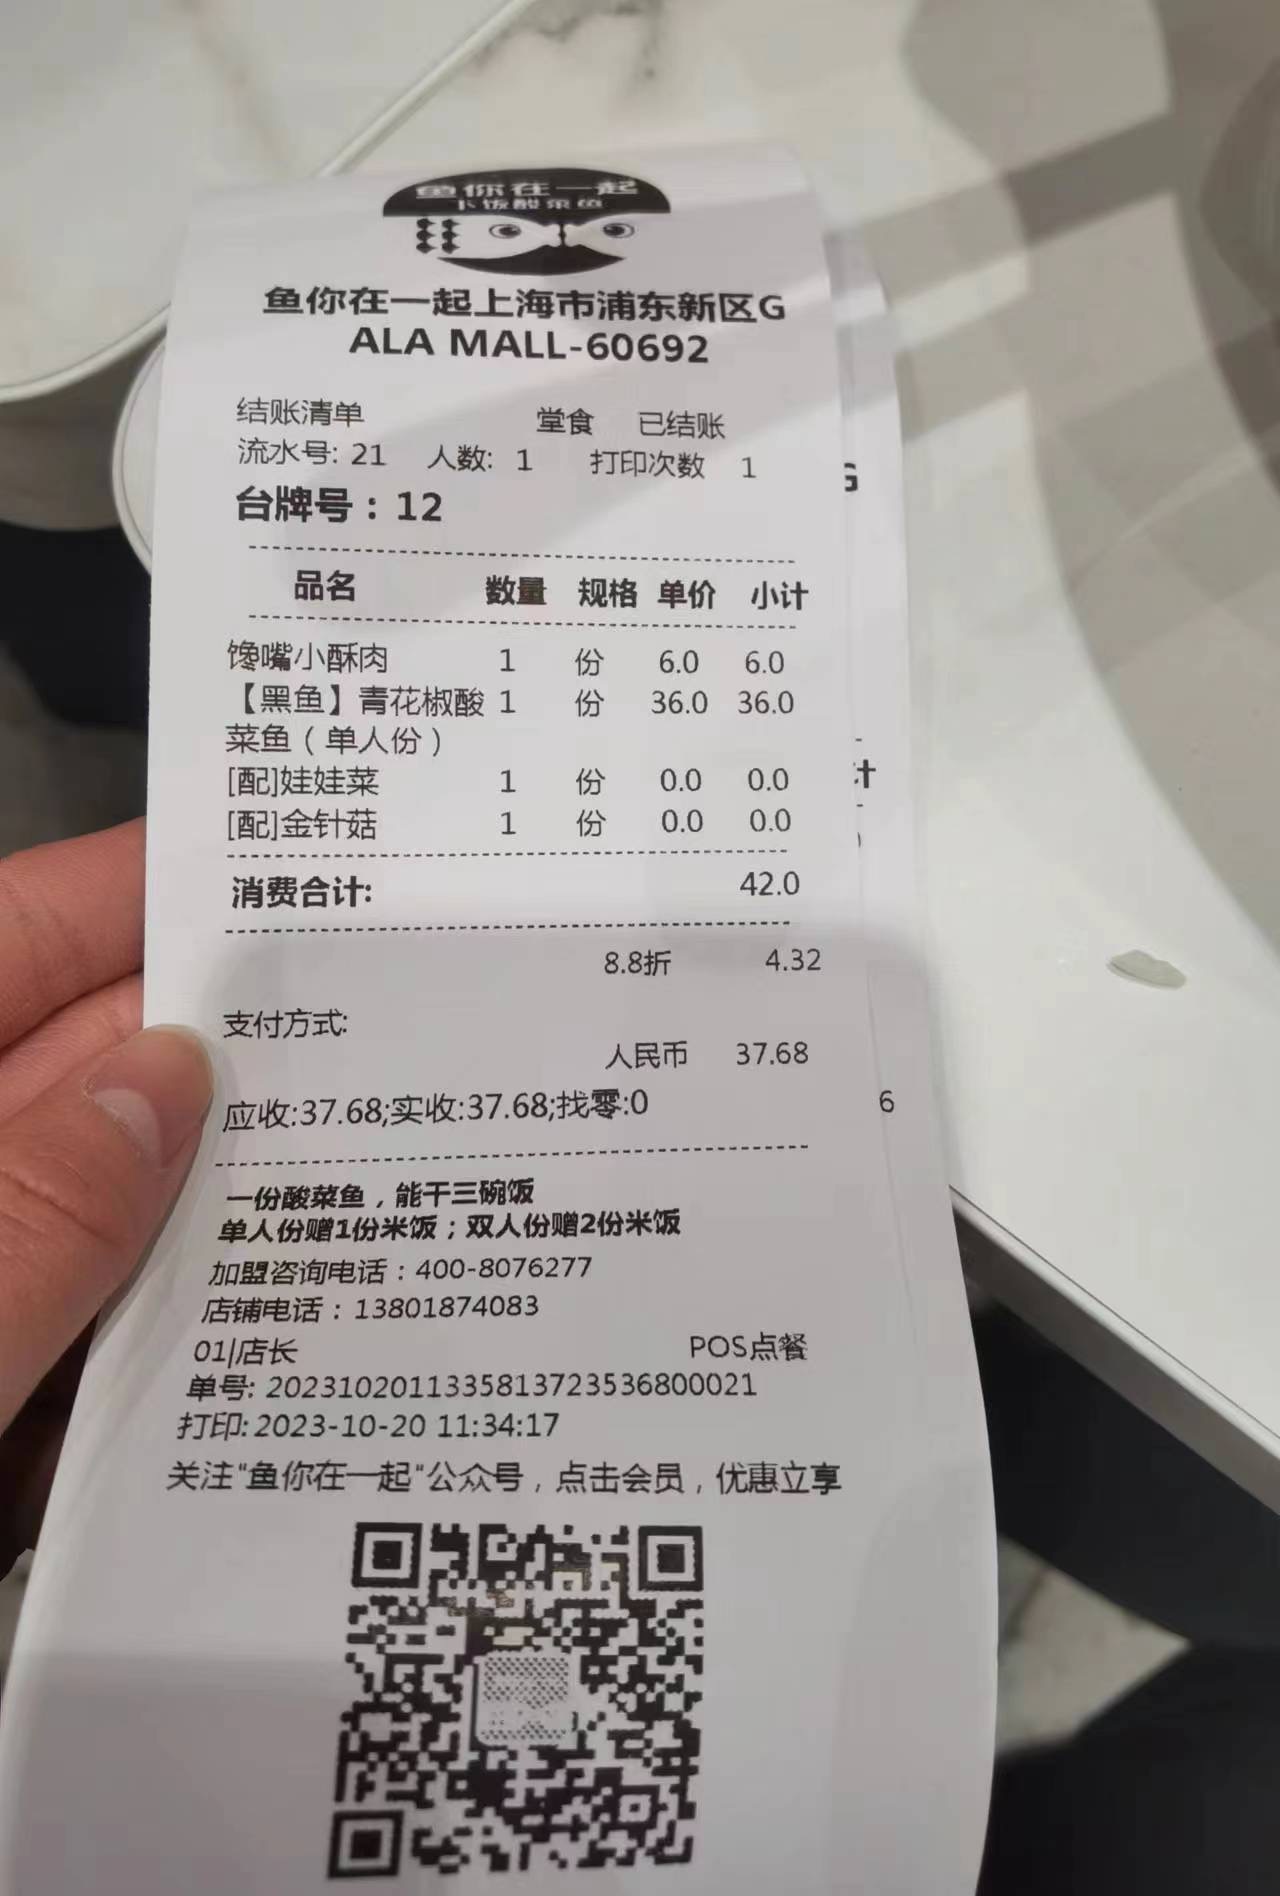 鱼你在一起
下饭酸菜鱼
鱼你在一起上海市浦东新区G
ALA MALL-60692
结账清单 堂食 已结账
流水号: 21 人数: 1 打印次数 1
台牌号：12
品名 数量 规格 单价 小计
馋嘴小酥肉 1 份 6.0 6.0
【黑鱼】青花椒酸 1 份 36.0 36.0
菜鱼（单人份）
[配]娃娃菜 1 份 0.0 0.0
[配]金针菇 1 份 0.0 0.0
消费合计: 42.0
8.8折 4.32
支付方式:
人民币 37.68
应收:37.68;实收:37.68;找零:0
一份酸菜鱼，能干三碗饭
单人份赠1份米饭；双人份赠2份米饭
加盟咨询电话：400-8076277
店铺电话：13801874083
01|店长 POS点餐
单号: 20231020113358137235368000​21
打印:2023-10-20 11:34:17
关注"鱼你在一起"公众号，点击会员，优惠立享
G
计
6